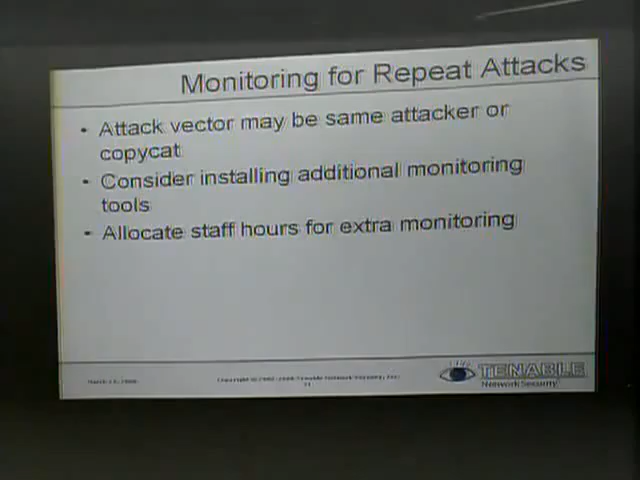 Monitoring for Repeat Attacks
• Attack vector may be same attacker or
copycat
• Consider installing additional monitoring
tools
• Allocate staff hours for extra monitoring
TENABLE
Network Security